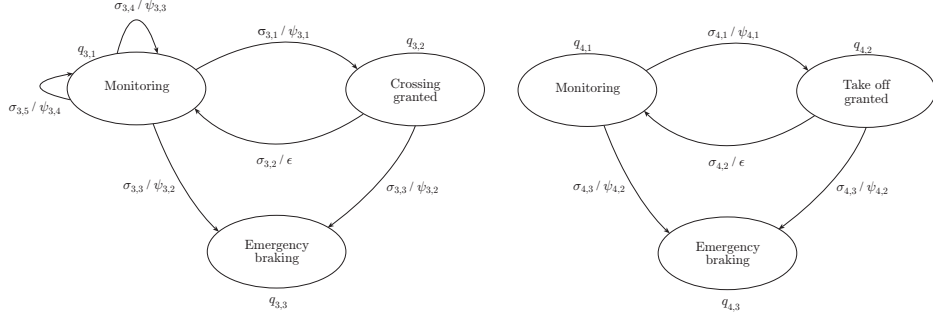 σ₃,₄ / ψ₃,₃
q₃,₁
Monitoring
σ₃,₅ / ψ₃,₄
σ₃,₁ / ψ₃,₁
q₃,₂
Crossing
granted
σ₃,₂ / ϵ
σ₃,₃ / ψ₃,₂
σ₃,₃ / ψ₃,₂
Emergency
braking
q₃,₃
q₄,₁
Monitoring
σ₄,₁ / ψ₄,₁
q₄,₂
Take off
granted
σ₄,₂ / ϵ
σ₄,₃ / ψ₄,₂
σ₄,₃ / ψ₄,₂
Emergency
braking
q₄,₃